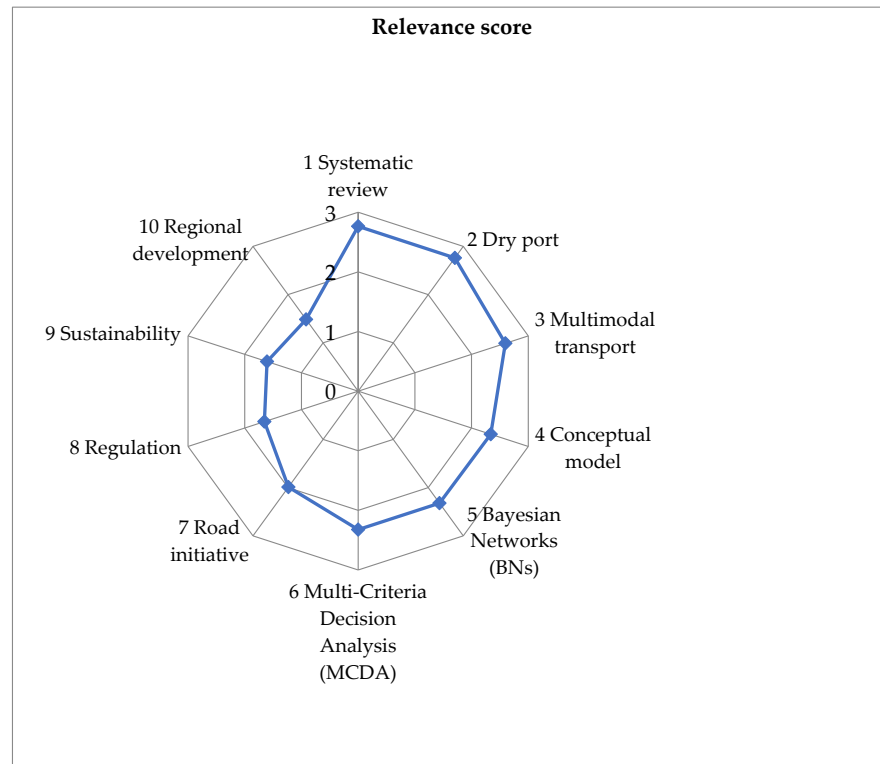 Relevance score
1 Systematic
review
2 Dry port
3 Multimodal
transport
4 Conceptual
model
5 Bayesian
Networks
(BNs)
6 Multi-Criteria
Decision
Analysis
(MCDA)
7 Road
initiative
8 Regulation
9 Sustainability
10 Regional
development
3
2
1
0